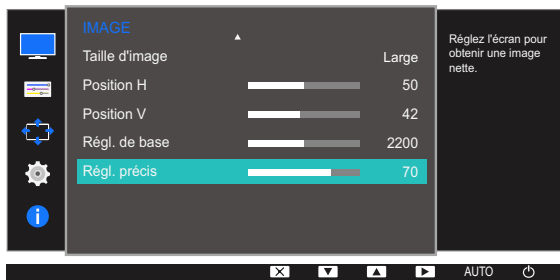 IMAGE
Taille d'image Large
Position H 50
Position V 42
Régl. de base 2200
Régl. précis 70
Réglez l'écran pour
obtenir une image
nette.
AUTO